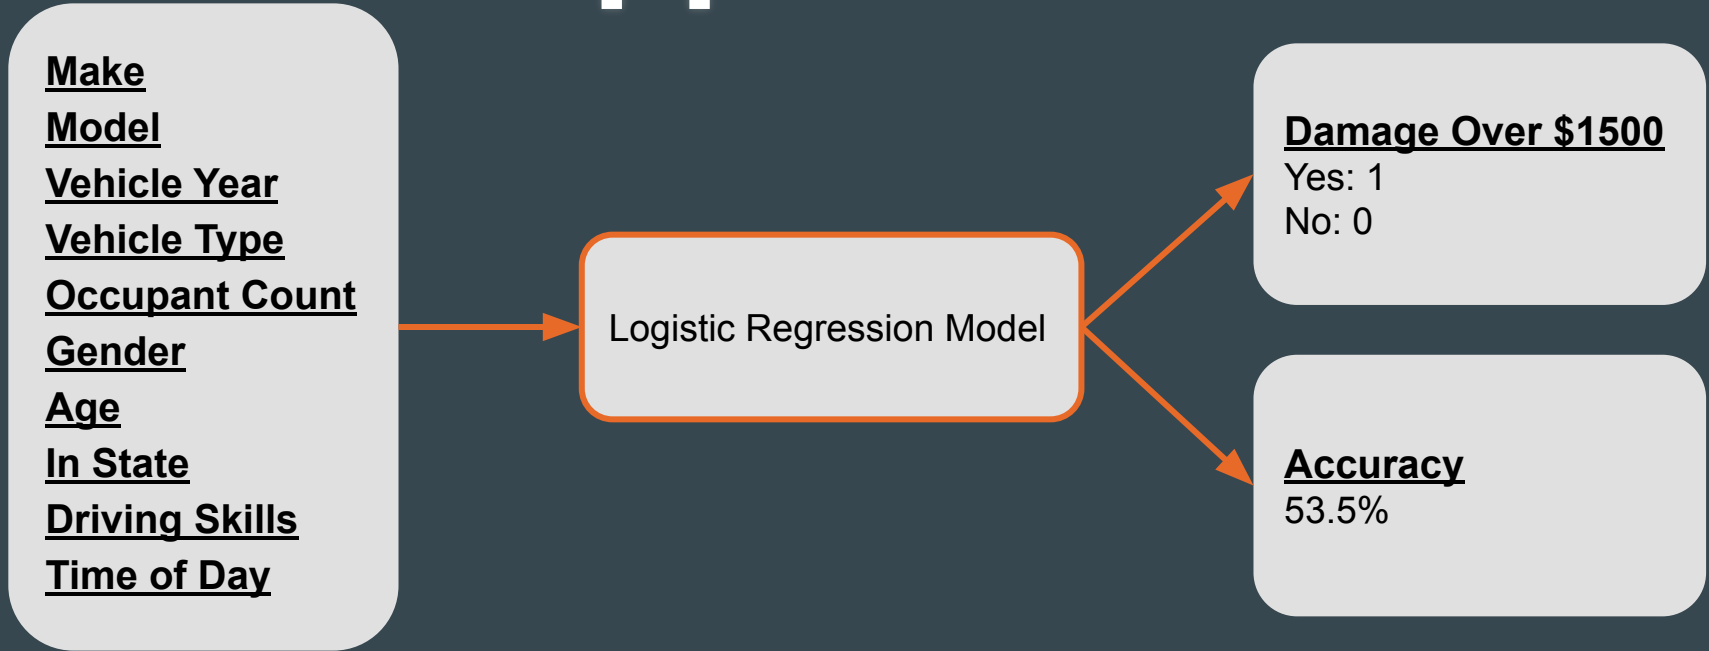 Make
Model
Vehicle Year
Vehicle Type
Occupant Count
Gender
Age
In State
Driving Skills
Time of Day
Logistic Regression Model
Damage Over $1500
Yes: 1
No: 0
Accuracy
53.5%